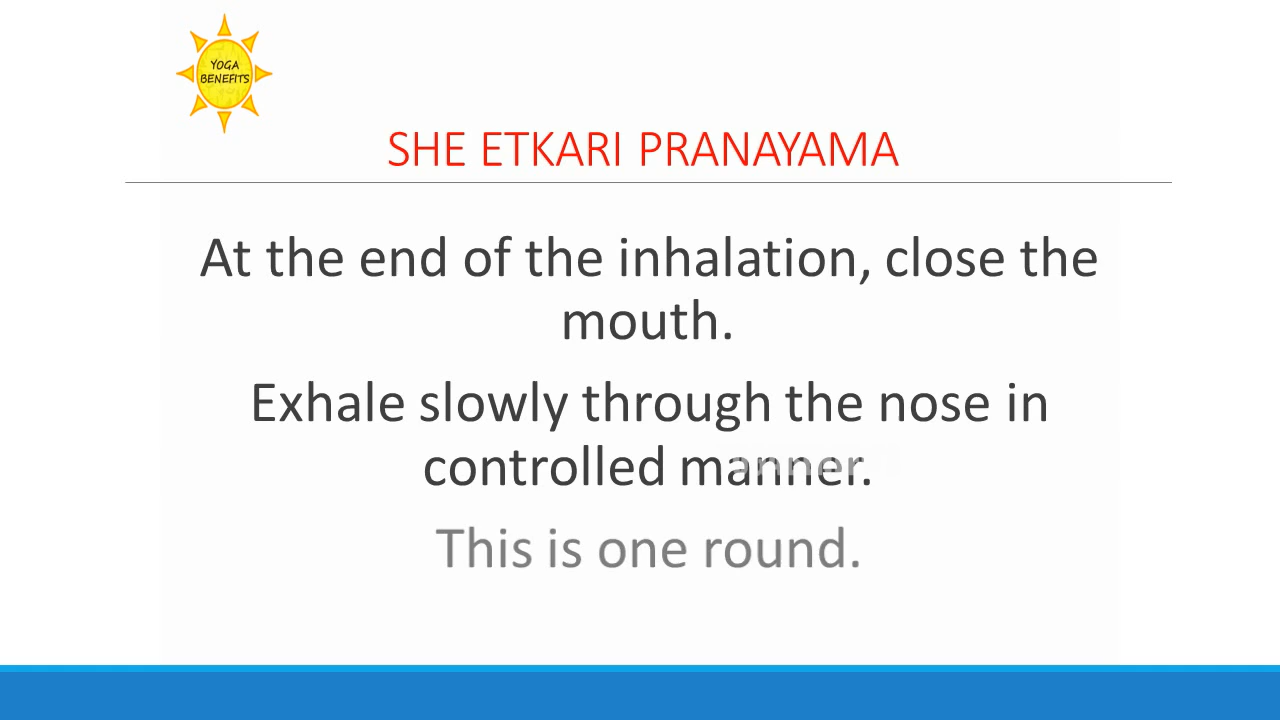 YOGA
BENEFITS
SHE ETKARI PRANAYAMA
At the end of the inhalation, close the
mouth.
Exhale slowly through the nose in
controlled manner.
This is one round.